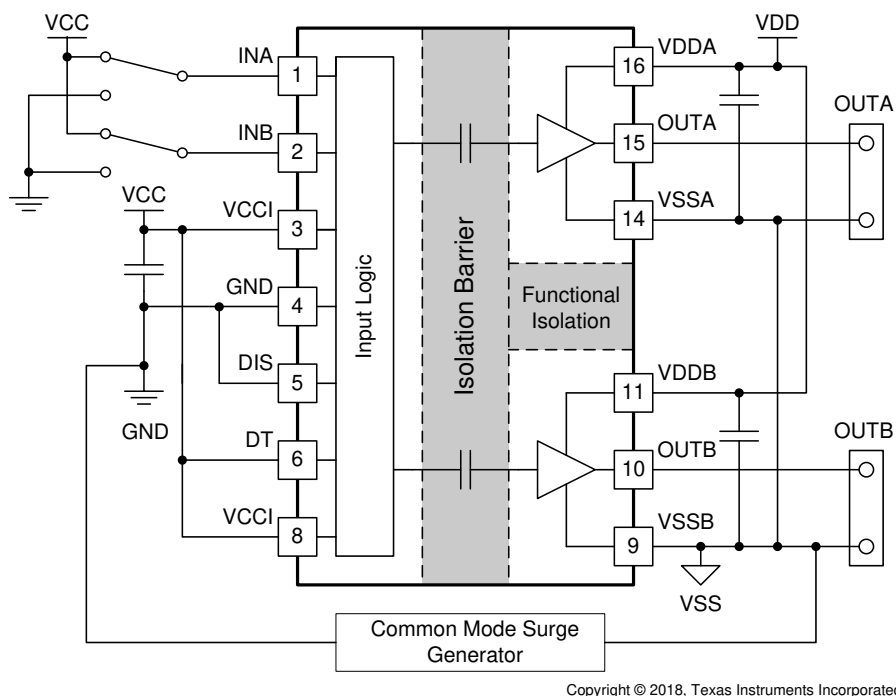 VCC
INA
1
INB
2
VCC
VCCI
3
GND
4
DIS
5
GND
DT
6
VCCI
8
Input Logic
Isolation Barrier
Functional
Isolation
16
VDDA
VDD
15
OUTA
OUTA
14
VSSA
11
VDDB
10
OUTB
OUTB
9
VSSB
VSS
Common Mode Surge
Generator
Copyright © 2018, Texas Instruments Incorporated